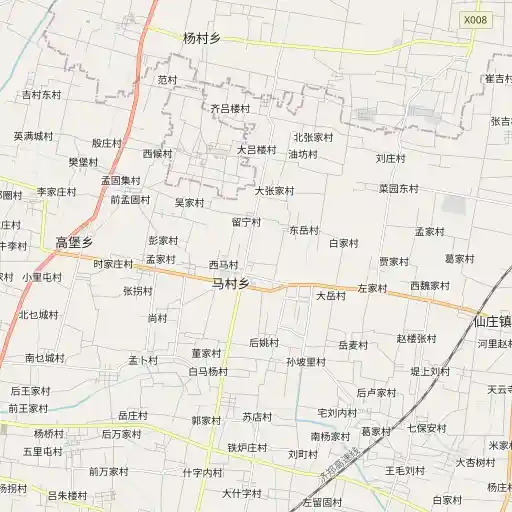 杨村乡
X008
范村
崔吉村
吉村东村
齐吕楼村
张吉
英满城村
殷庄村
北张家村
大吕楼村
油坊村
西候村
樊堡村
刘庄村
孟固集村
李家庄村
大张家村
菜园东村
前孟固村
吴家村
留宁村
东岳村
孟家村
高堡乡
彭家村
白家村
牛李村
孟家村
西马村
贾家村
葛家村
时家庄村
小里屯村
马村乡
张拐村
左家村
西魏家村
大岳村
北乜城村
尚村
仙庄镇
后姚村
岳麦村
赵楼张村
河里赵村
南乜城村
孟卜村
董家村
孙坡里村
白马杨村
堤上刘村
后王家村
后卢家村
天云寺
前王家村
岳庄村
宅刘内村
郭家村
苏店村
杨桥村
后万家村
南杨家村
葛家村
七保安村
五里屯村
铁炉庄村
刘町村
米家
前万家村
什字内村
王毛刘村
大杏树村
杨拐村
吕朱楼村
大什字村
左留固村
白家村
杨庄村